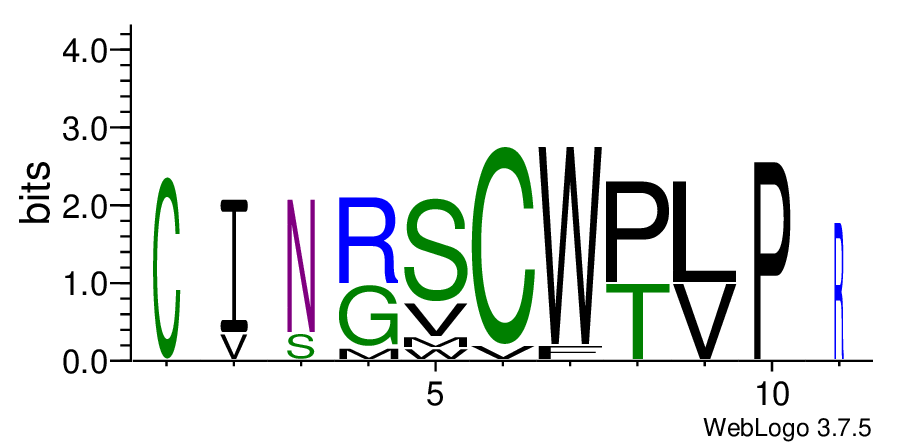 4.0
3.0
2.0
1.0
0.0
bits
C I N R S C W P L P R
V S G V V F T V
M M
W
5 10
WebLogo 3.7.5